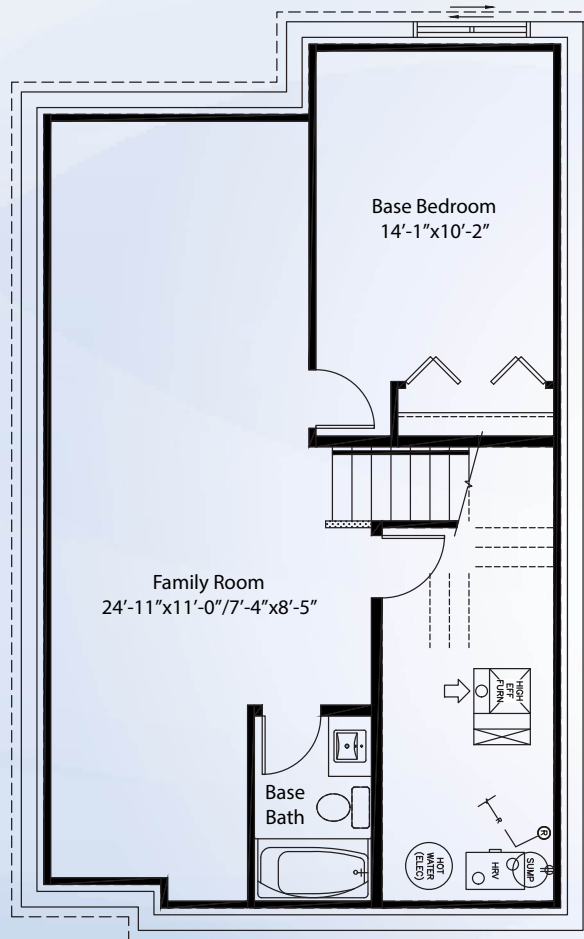 Base Bedroom
14’-1”x10’-2”
Family Room
24’-11”x11’-0”/7’-4”x8’-5”
HIGH
EFF
FURN
Base
Bath
R
R
HOT
WATER
(ELEC)
HRV
SUMP